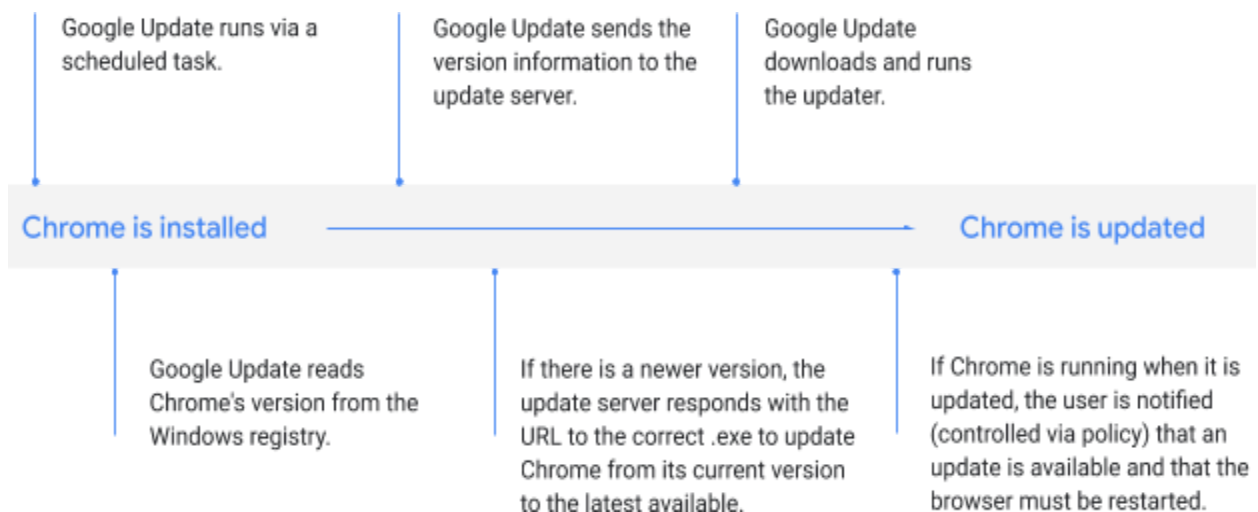 Google Update runs via a
scheduled task.
Google Update sends the
version information to the
update server.
Google Update
downloads and runs
the updater.
Chrome is installed
Chrome is updated
Google Update reads
Chrome's version from the
Windows registry.
If there is a newer version, the
update server responds with the
URL to the correct .exe to update
Chrome from its current version
to the latest available.
If Chrome is running when it is
updated, the user is notified
(controlled via policy) that an
update is available and that the
browser must be restarted.